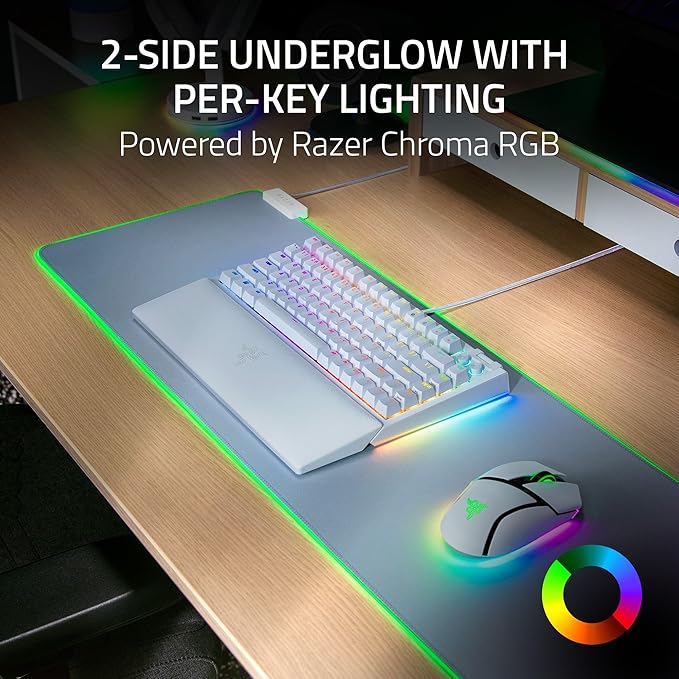 2-SIDE UNDERGLOW WITH
PER-KEY LIGHTING
Powered by Razer Chroma RGB